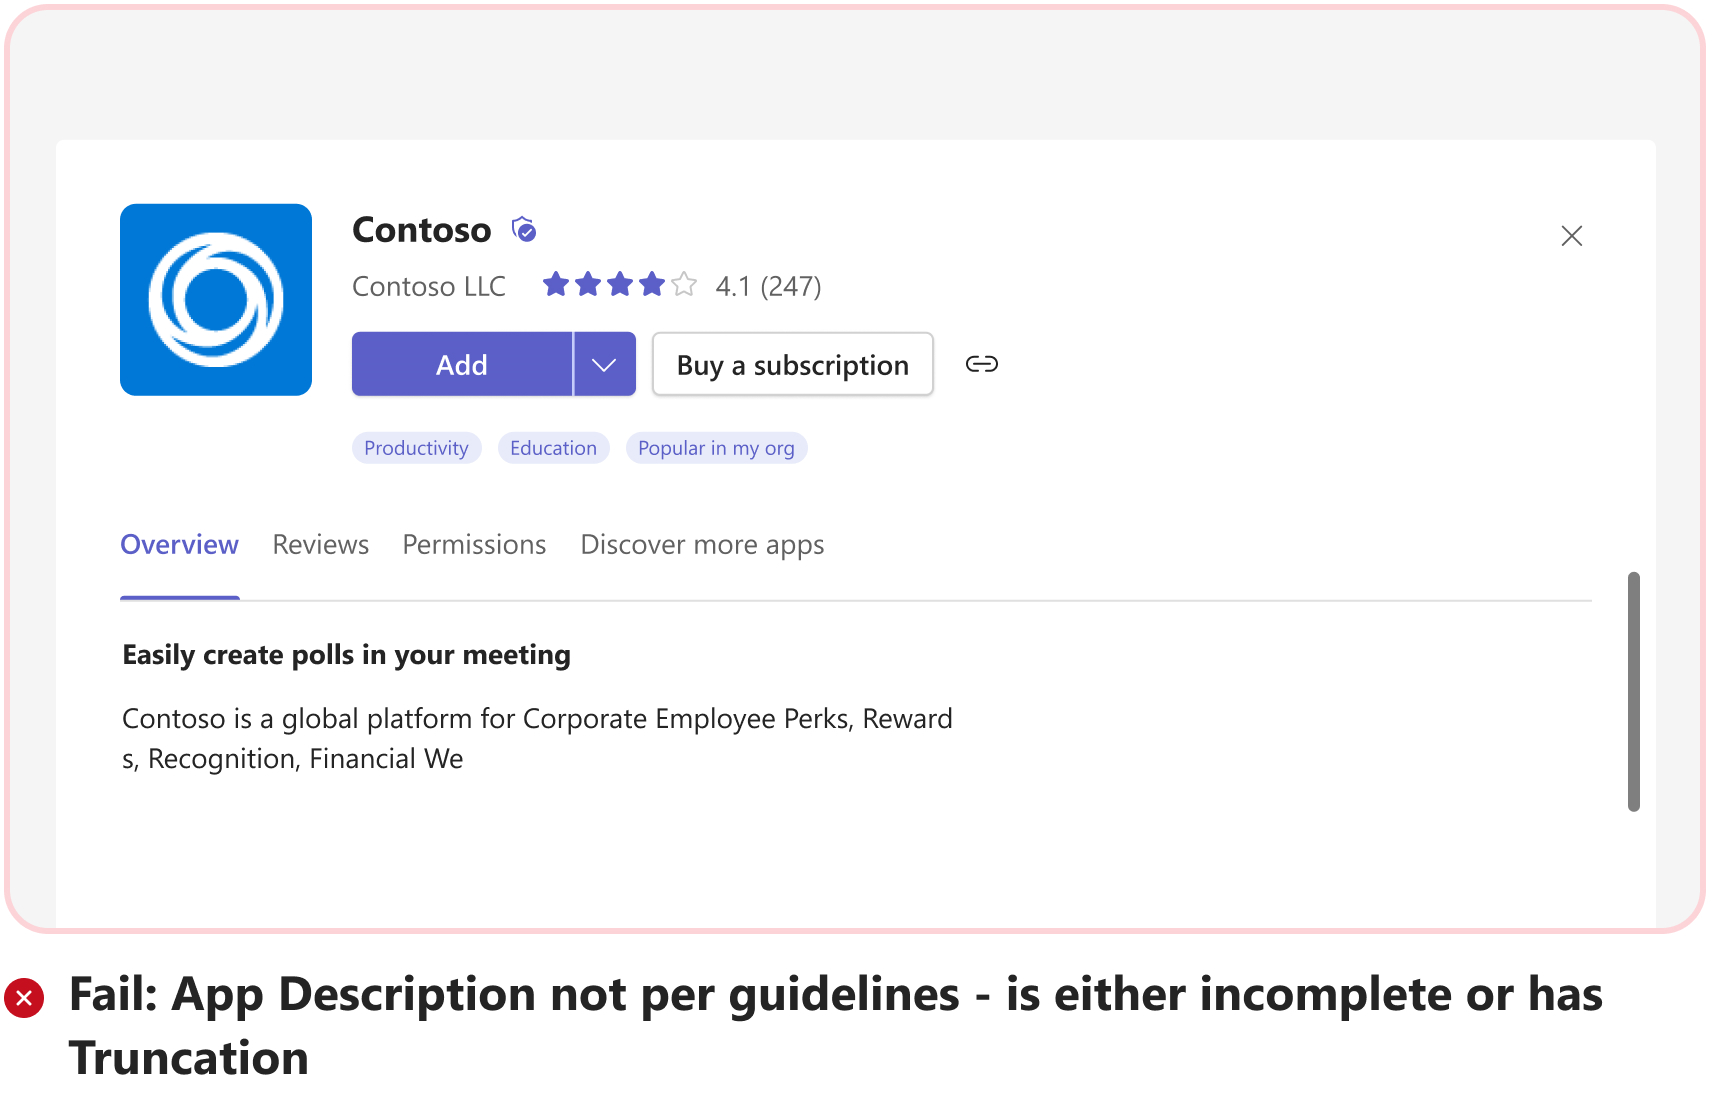 Contoso
Contoso LLC 4.1 (247)
Add Buy a subscription
Productivity Education Popular in my org
Overview Reviews Permissions Discover more apps
Easily create polls in your meeting
Contoso is a global platform for Corporate Employee Perks, Reward
s, Recognition, Financial We
Fail: App Description not per guidelines - is either incomplete or has
Truncation